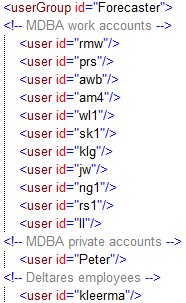 <userGroup id="Forecaster">
<!-- MDBA work accounts -->
<user id="rmw"/>
<user id="prs"/>
<user id="awb"/>
<user id="am4"/>
<user id="wl1"/>
<user id="sk1"/>
<user id="klg"/>
<user id="jw"/>
<user id="ng1"/>
<user id="rs1"/>
<user id="ll"/>
<!-- MDBA private accounts -->
<user id="Peter"/>
<!-- Deltares employees -->
<user id="kleerma"/>